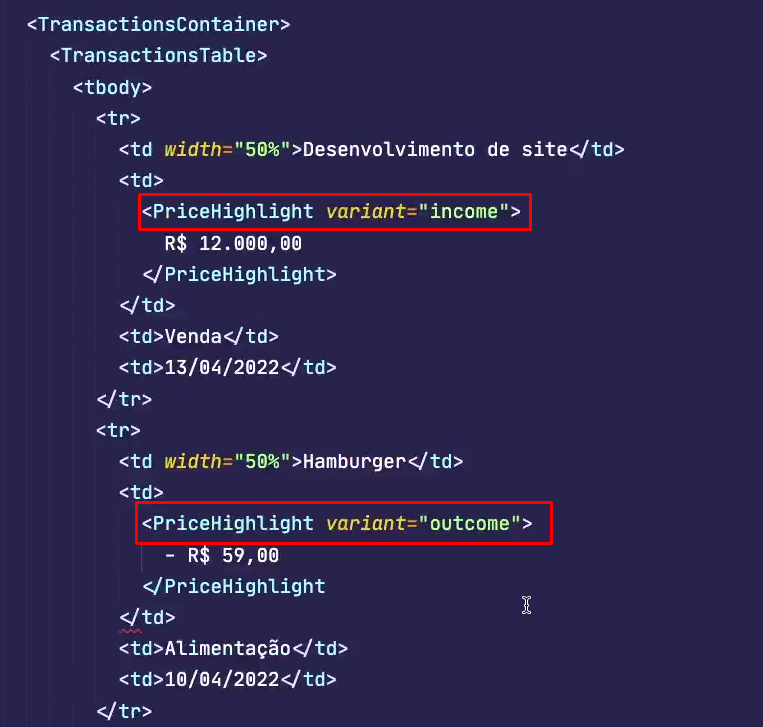 <TransactionsContainer>
<TransactionsTable>
<tbody>
<tr>
<td width="50%">Desenvolvimento de site</td>
<td>
<PriceHighlight variant="income">
R$ 12.000,00
</PriceHighlight>
</td>
<td>Venda</td>
<td>13/04/2022</td>
</tr>
<tr>
<td width="50%">Hamburger</td>
<td>
<PriceHighlight variant="outcome">
- R$ 59,00
</PriceHighlight
</td>
<td>Alimentação</td>
<td>10/04/2022</td>
</tr>